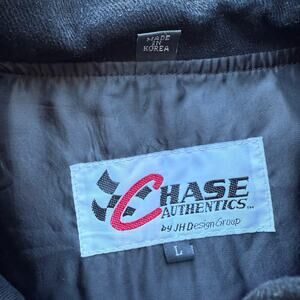 MADE
IN
KOREA
CHASE
AUTHENTICS...
by JH Design Group
L